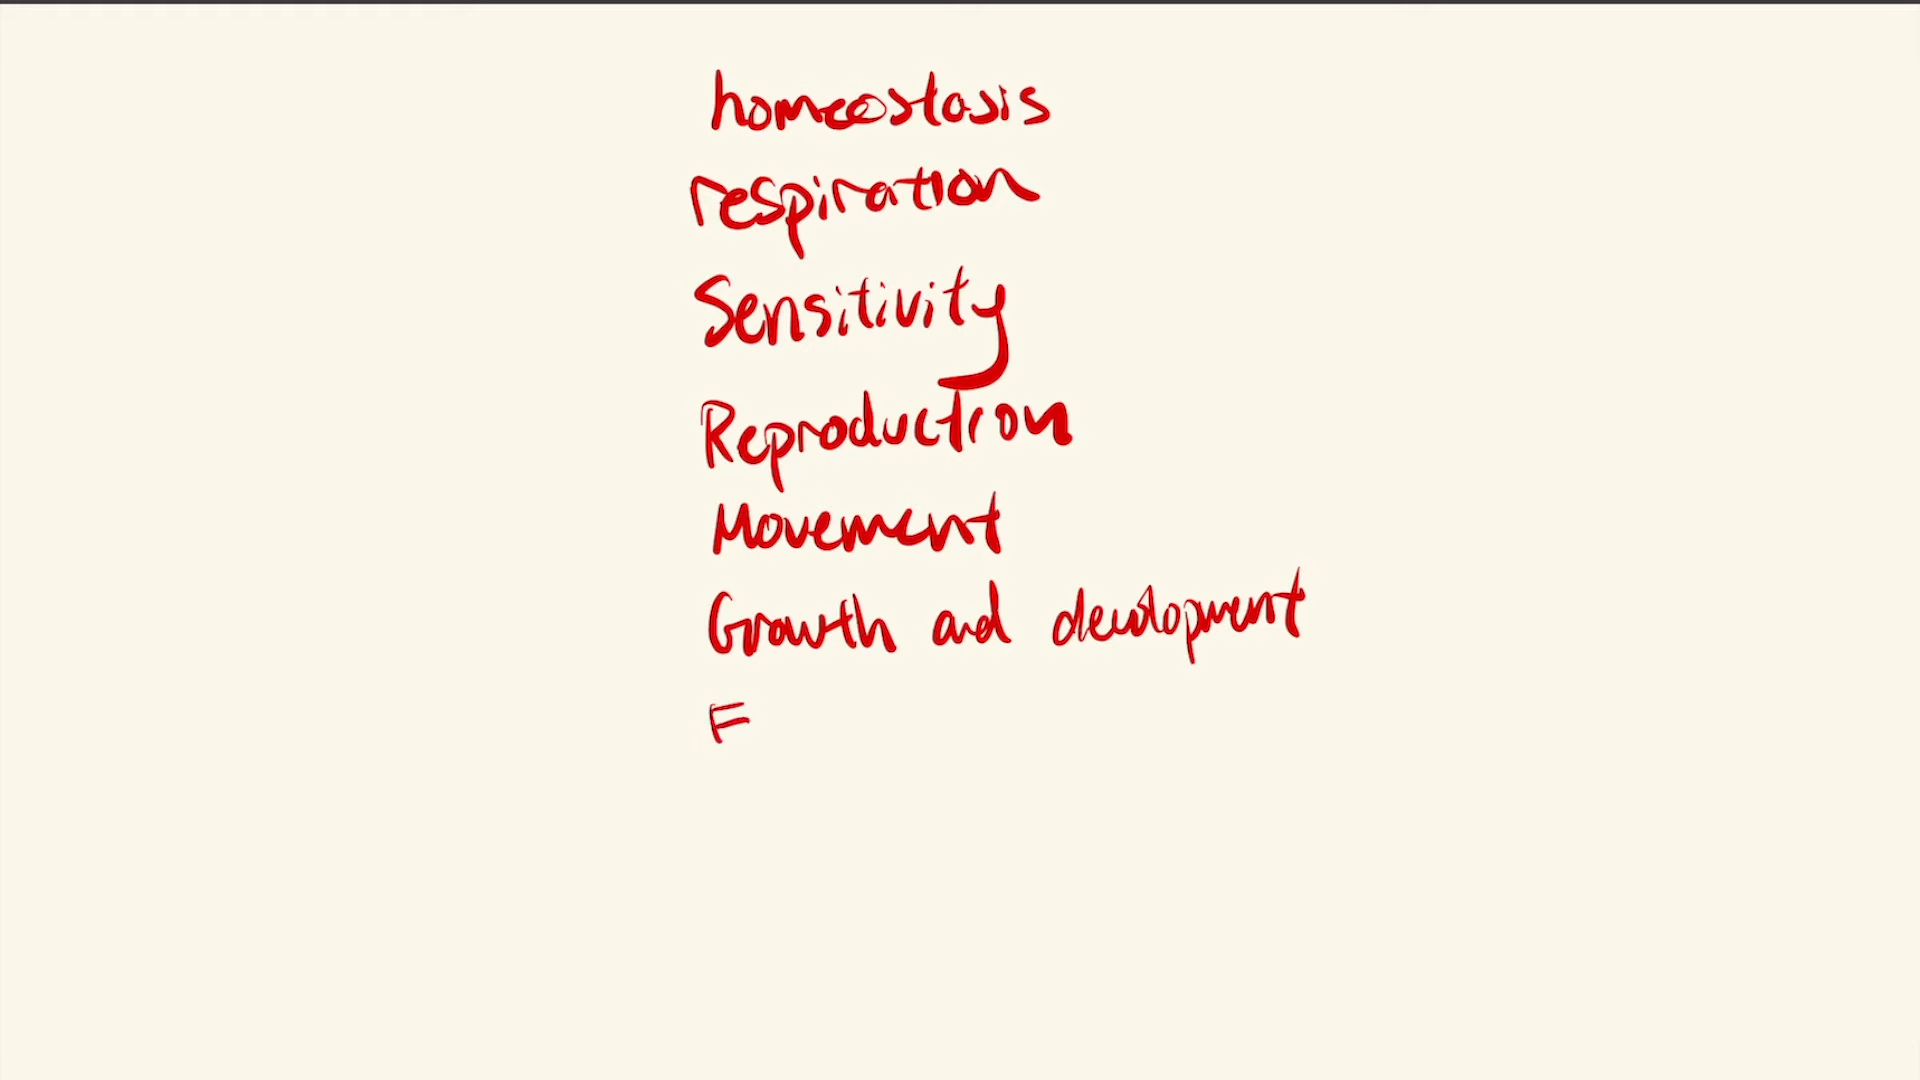 homeostasis
respiration
Sensitivity
Reproduction
Movement
Growth and development
F